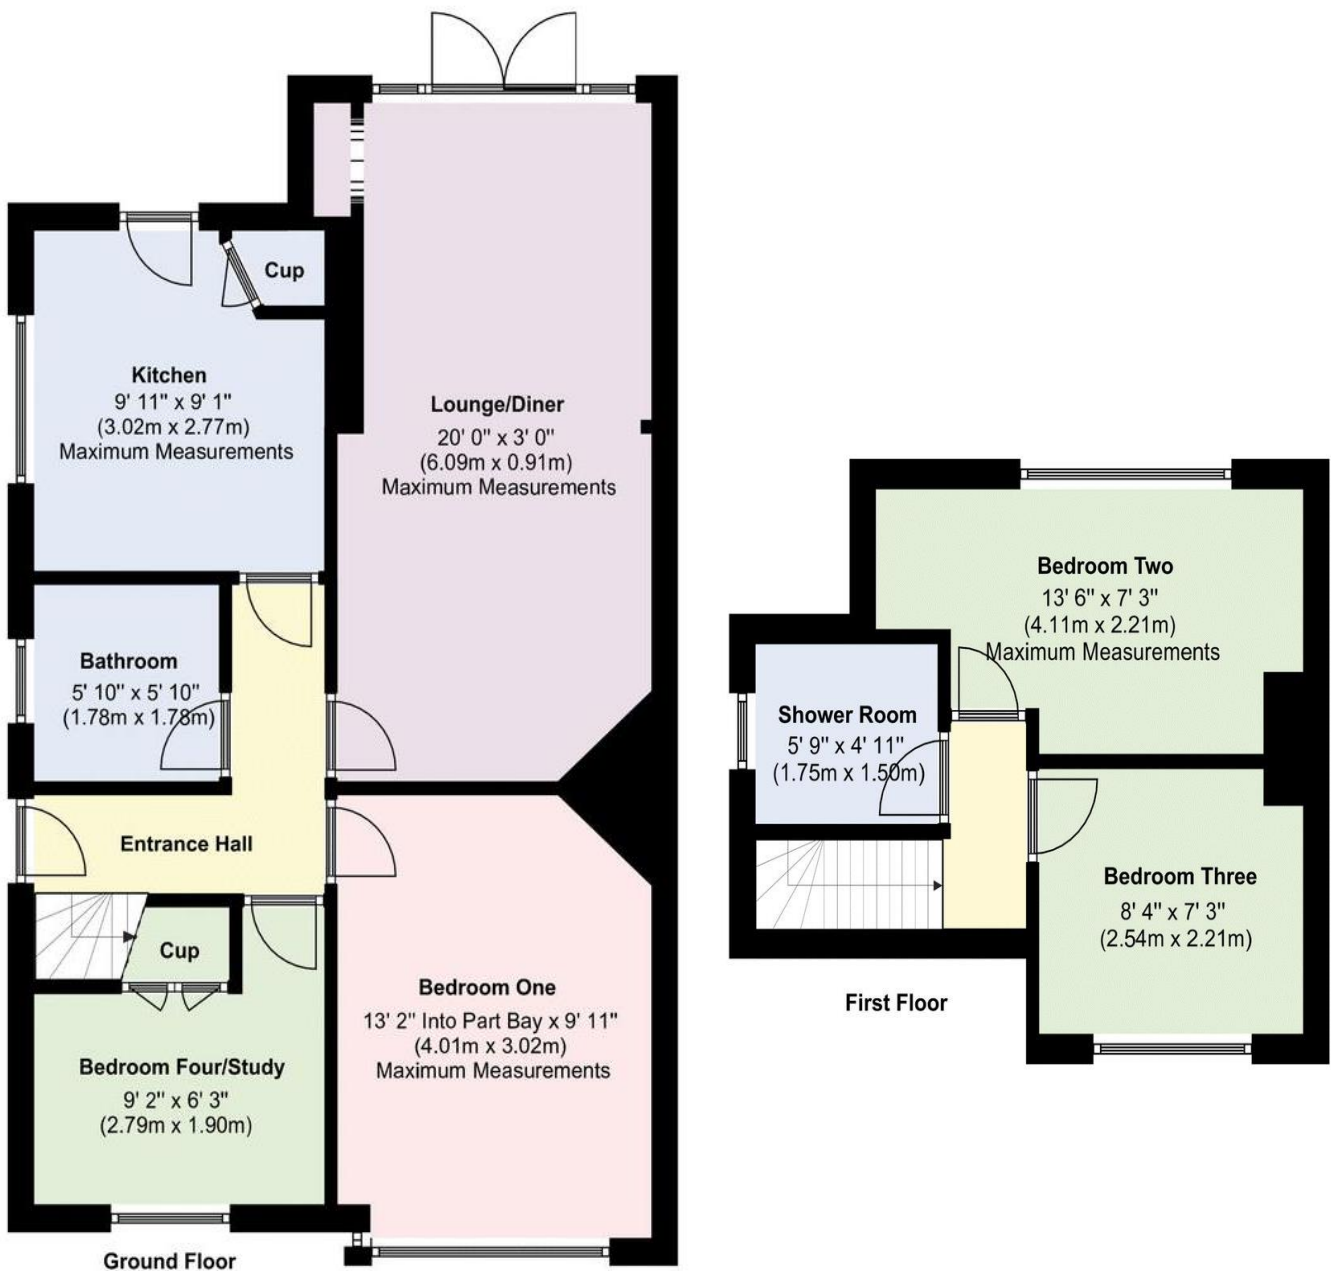 Cup
Kitchen
9' 11" x 9' 1"
(3.02m x 2.77m)
Maximum Measurements
Lounge/Diner
20' 0" x 3' 0"
(6.09m x 0.91m)
Maximum Measurements
Bathroom
5' 10" x 5' 10"
(1.78m x 1.78m)
Entrance Hall
Cup
Bedroom One
13' 2" Into Part Bay x 9' 11"
(4.01m x 3.02m)
Maximum Measurements
Bedroom Four/Study
9' 2" x 6' 3"
(2.79m x 1.90m)
Ground Floor
Bedroom Two
13' 6" x 7' 3"
(4.11m x 2.21m)
Maximum Measurements
Shower Room
5' 9" x 4' 11"
(1.75m x 1.50m)
Bedroom Three
8' 4" x 7' 3"
(2.54m x 2.21m)
First Floor